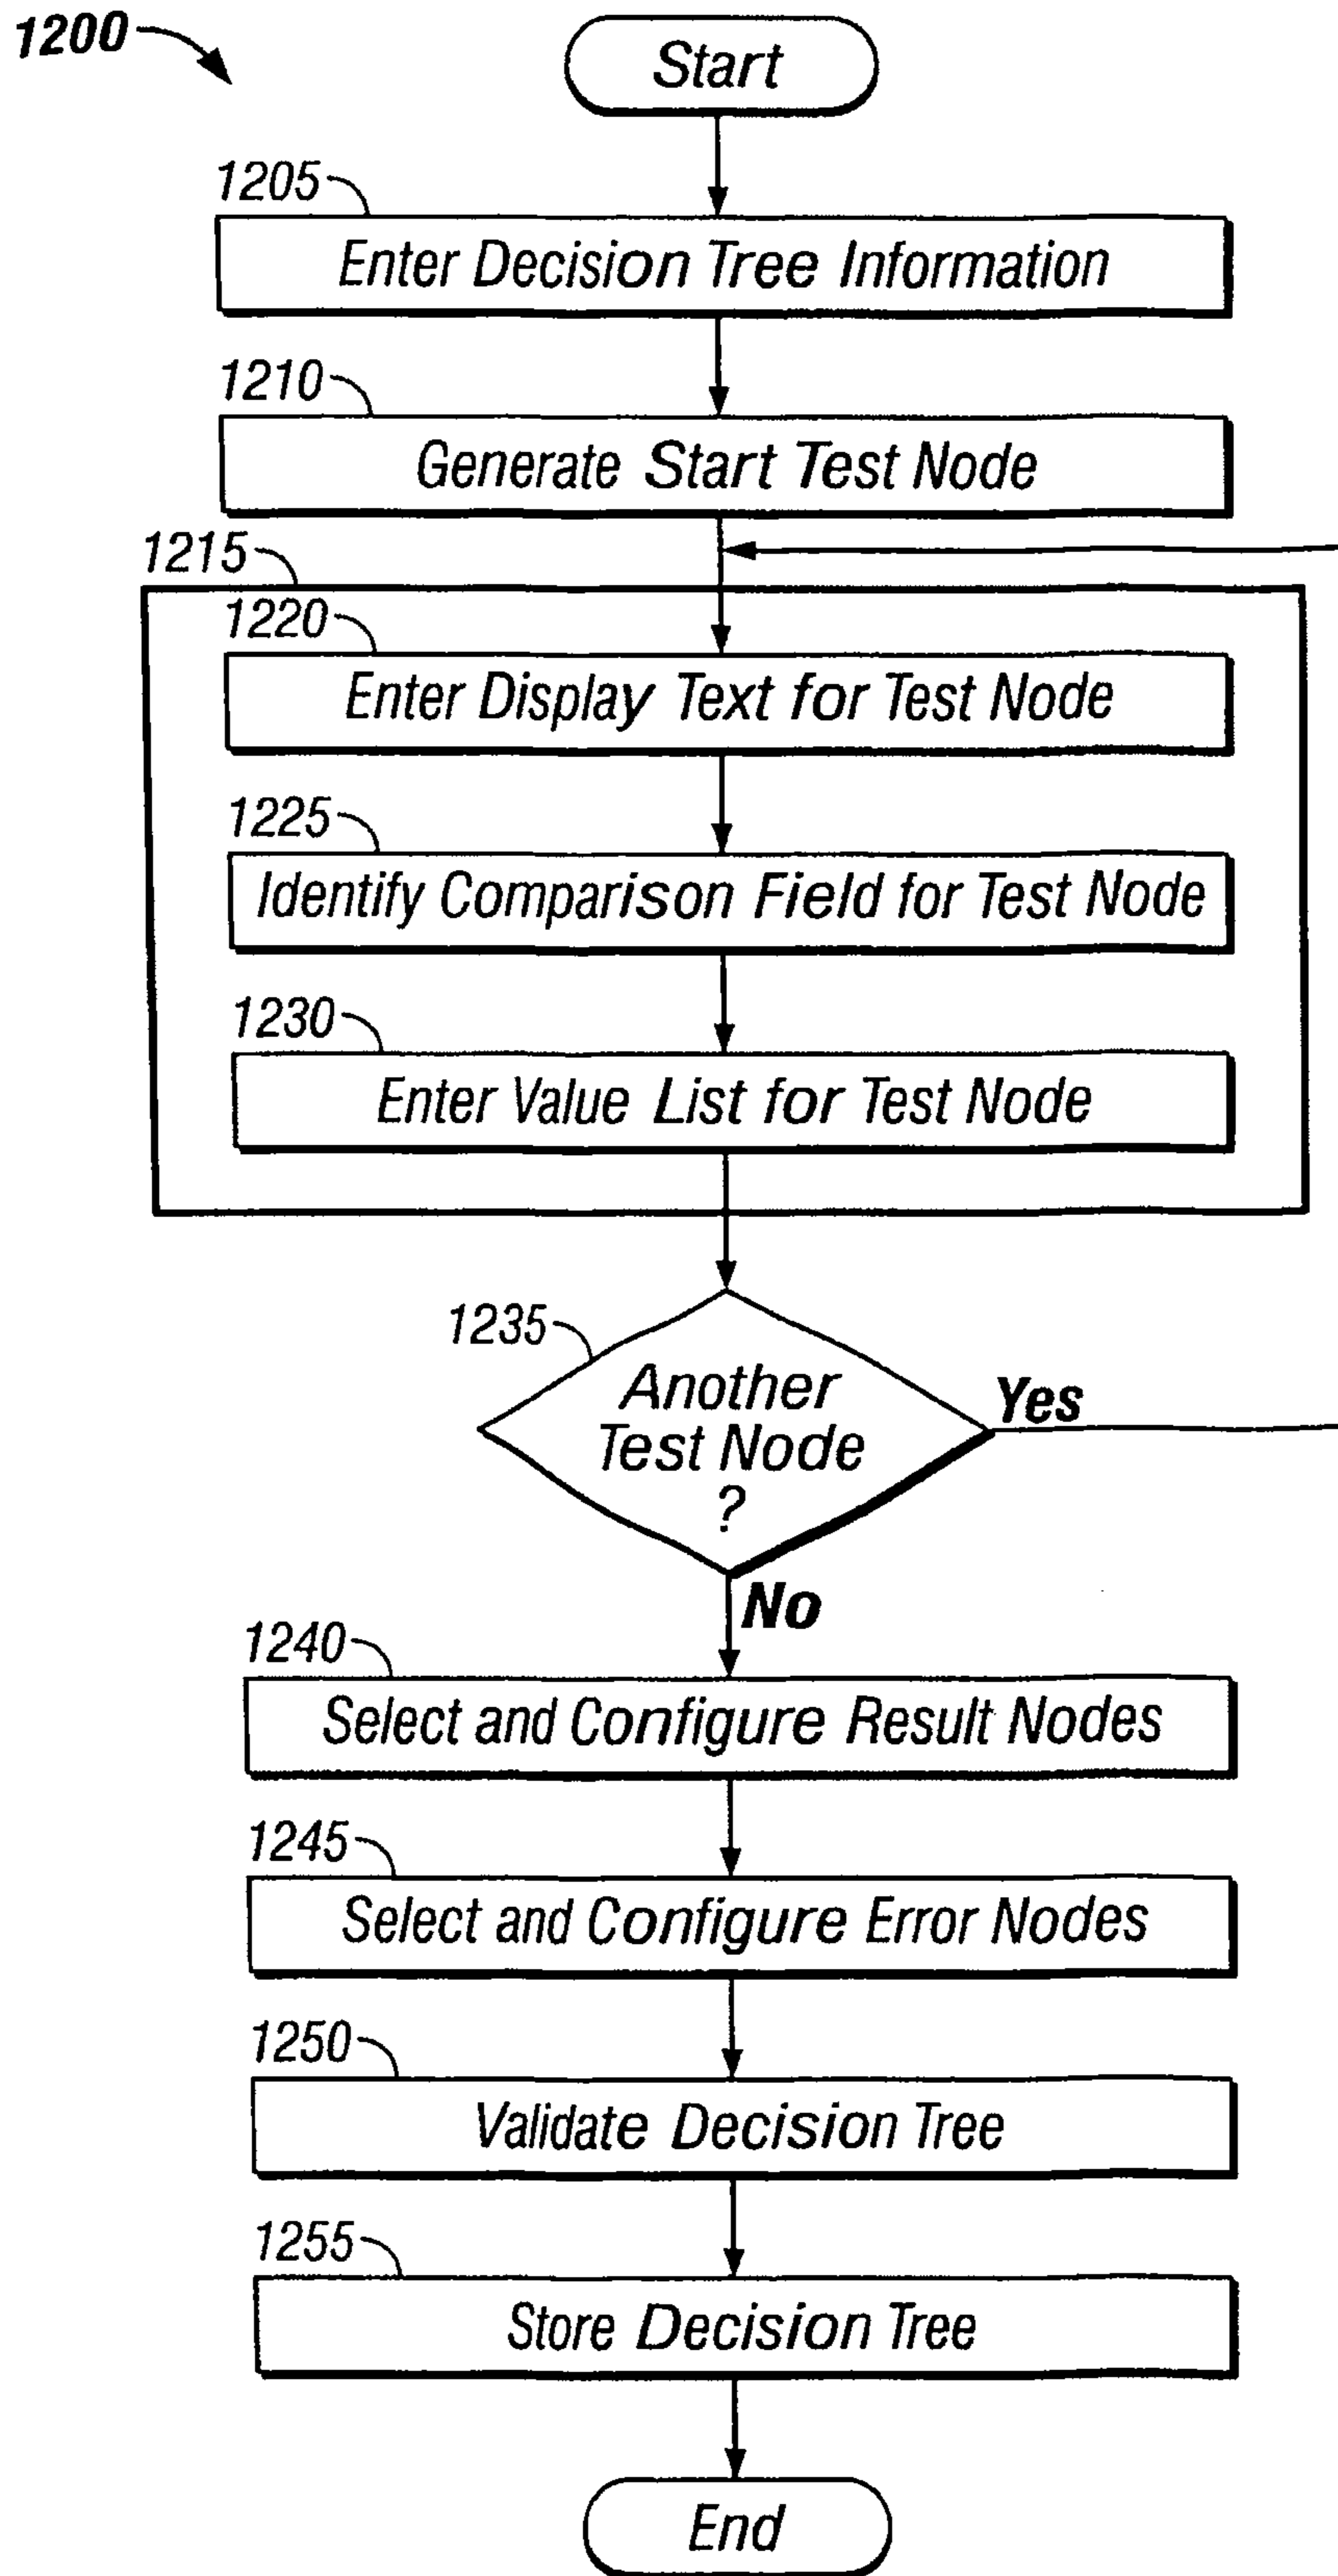 1200
Start
1205
Enter Decision Tree Information
1210
Generate Start Test Node
1215
1220
Enter Display Text for Test Node
1225
Identify Comparison Field for Test Node
1230
Enter Value List for Test Node
1235
Another
Test Node
?
Yes
No
1240
Select and Configure Result Nodes
1245
Select and Configure Error Nodes
1250
Validate Decision Tree
1255
Store Decision Tree
End